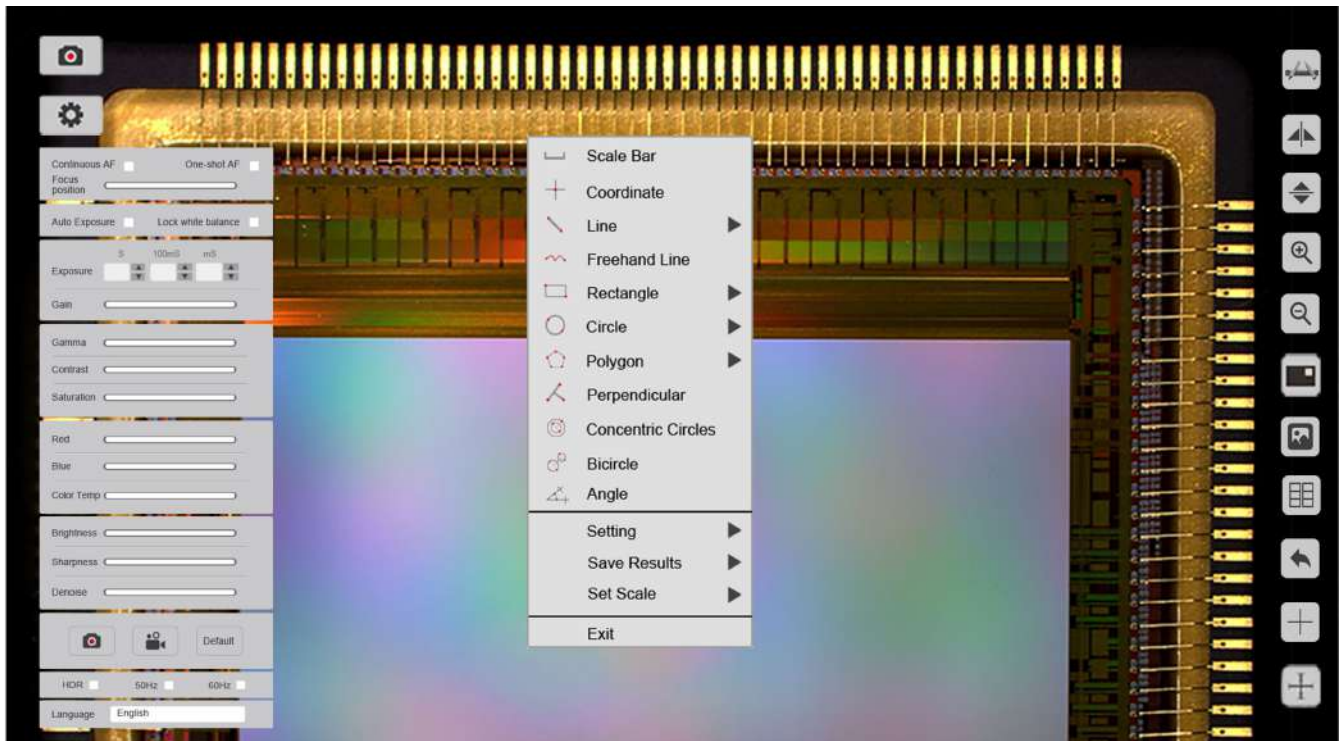 Continuous AF One-shot AF
Focus
position
Auto Exposure Lock white balance
S 100mS mS
Exposure
Gain
Gamma
Contrast
Saturation
Red
Blue
Color Temp
Brightness
Sharpness
Denoise
Default
HDR 50Hz 60Hz
Language English
Scale Bar
Coordinate
Line
Freehand Line
Rectangle
Circle
Polygon
Perpendicular
Concentric Circles
Bicircle
Angle
Setting
Save Results
Set Scale
Exit